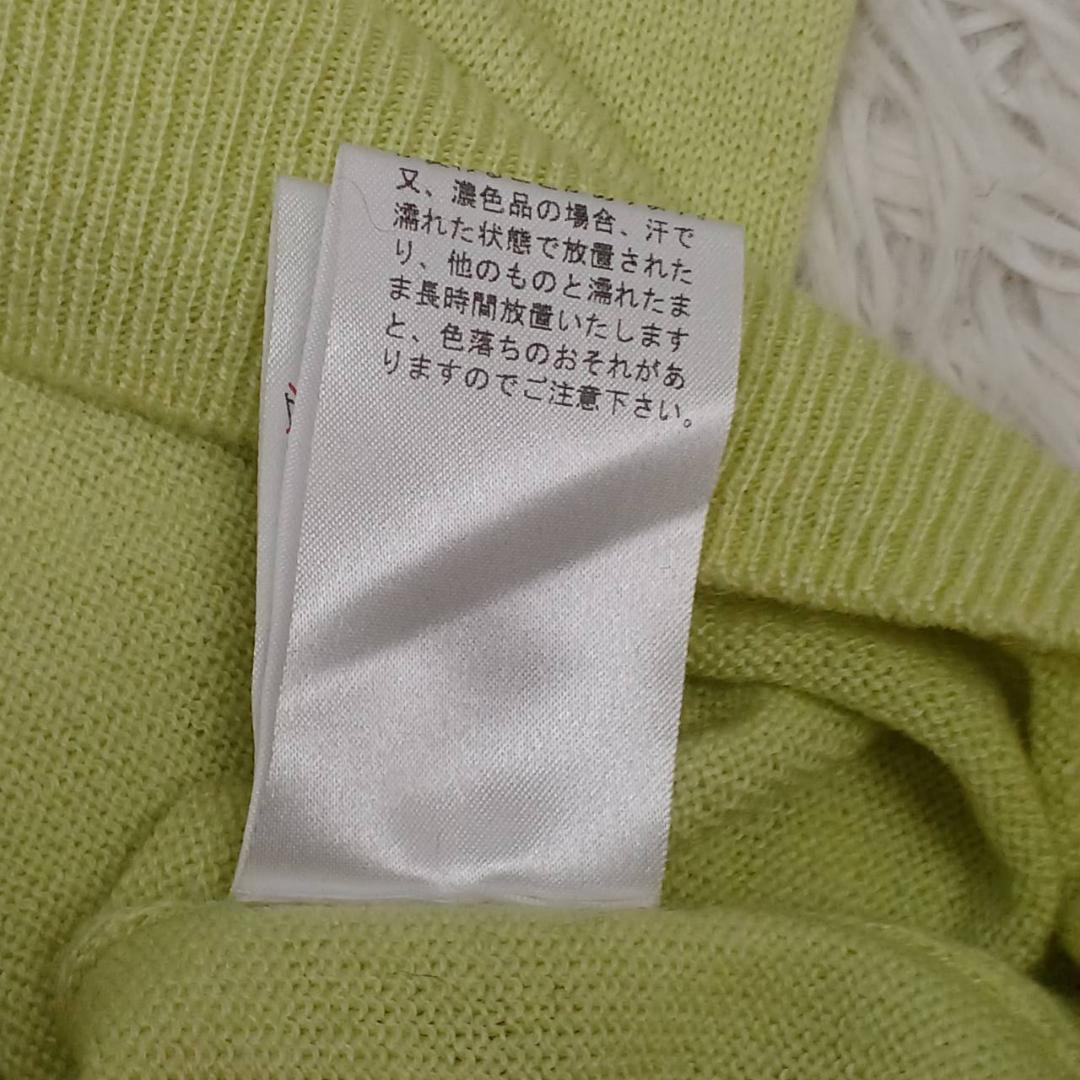 又、濃色品の場合、汗で
濡れた状態で放置された
り、他のものと濡れたま
ま長時間放置いたします
と、色落ちのおそれがあ
りますのでご注意下さい。